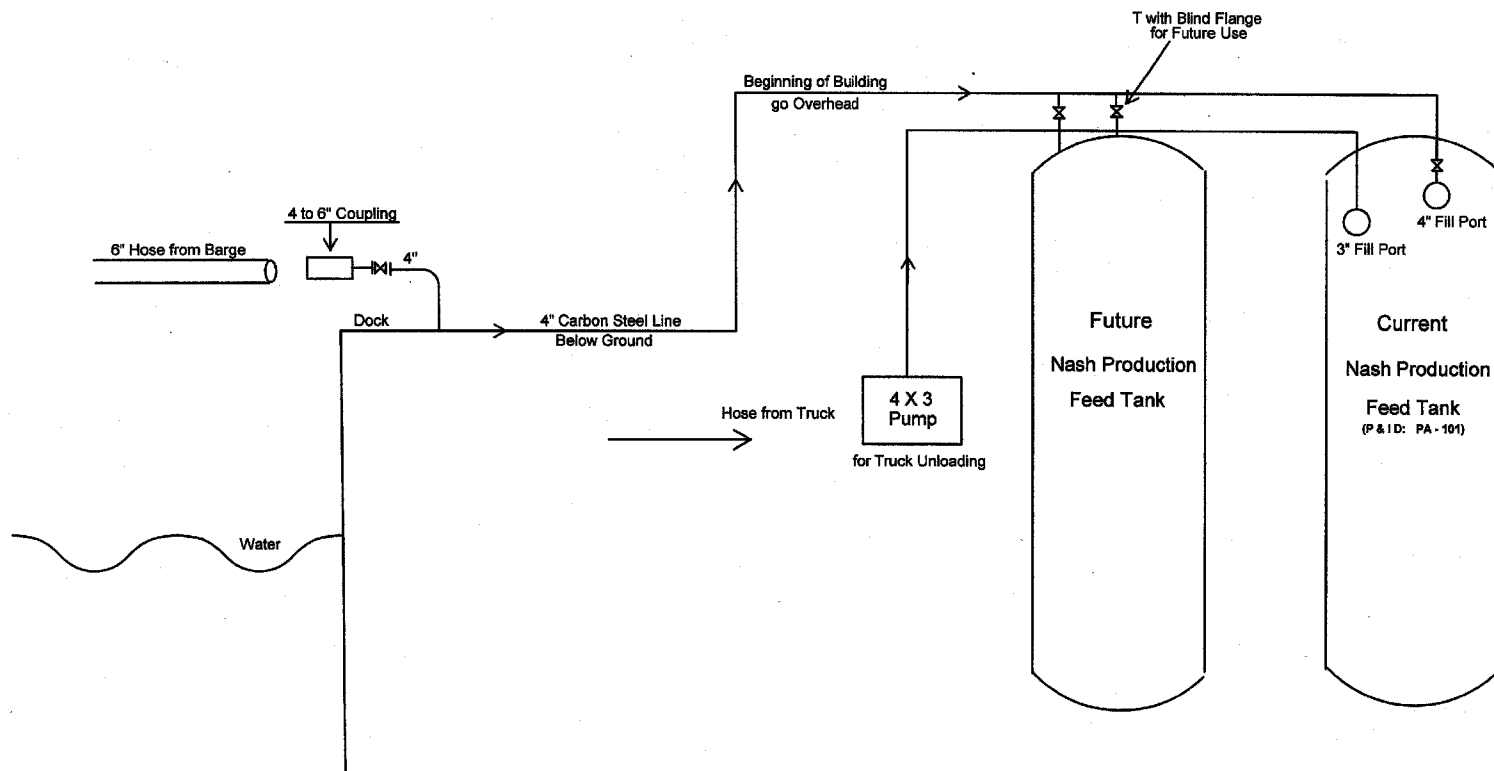 T with Blind Flange
for Future Use
Beginning of Building
go Overhead
4 to 6" Coupling
6" Hose from Barge
4"
4" Fill Port
3" Fill Port
Dock
4" Carbon Steel Line
Below Ground
Future
Nash Production
Feed Tank
Current
Nash Production
Feed Tank
(P & I D: PA - 101)
Hose from Truck
4 X 3
Pump
for Truck Unloading
Water